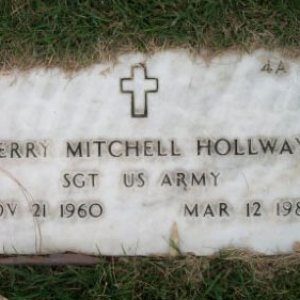 4A
ERRY MITCHELL HOLLWAY
SGT US ARMY
OV 21 1960 MAR 12 198